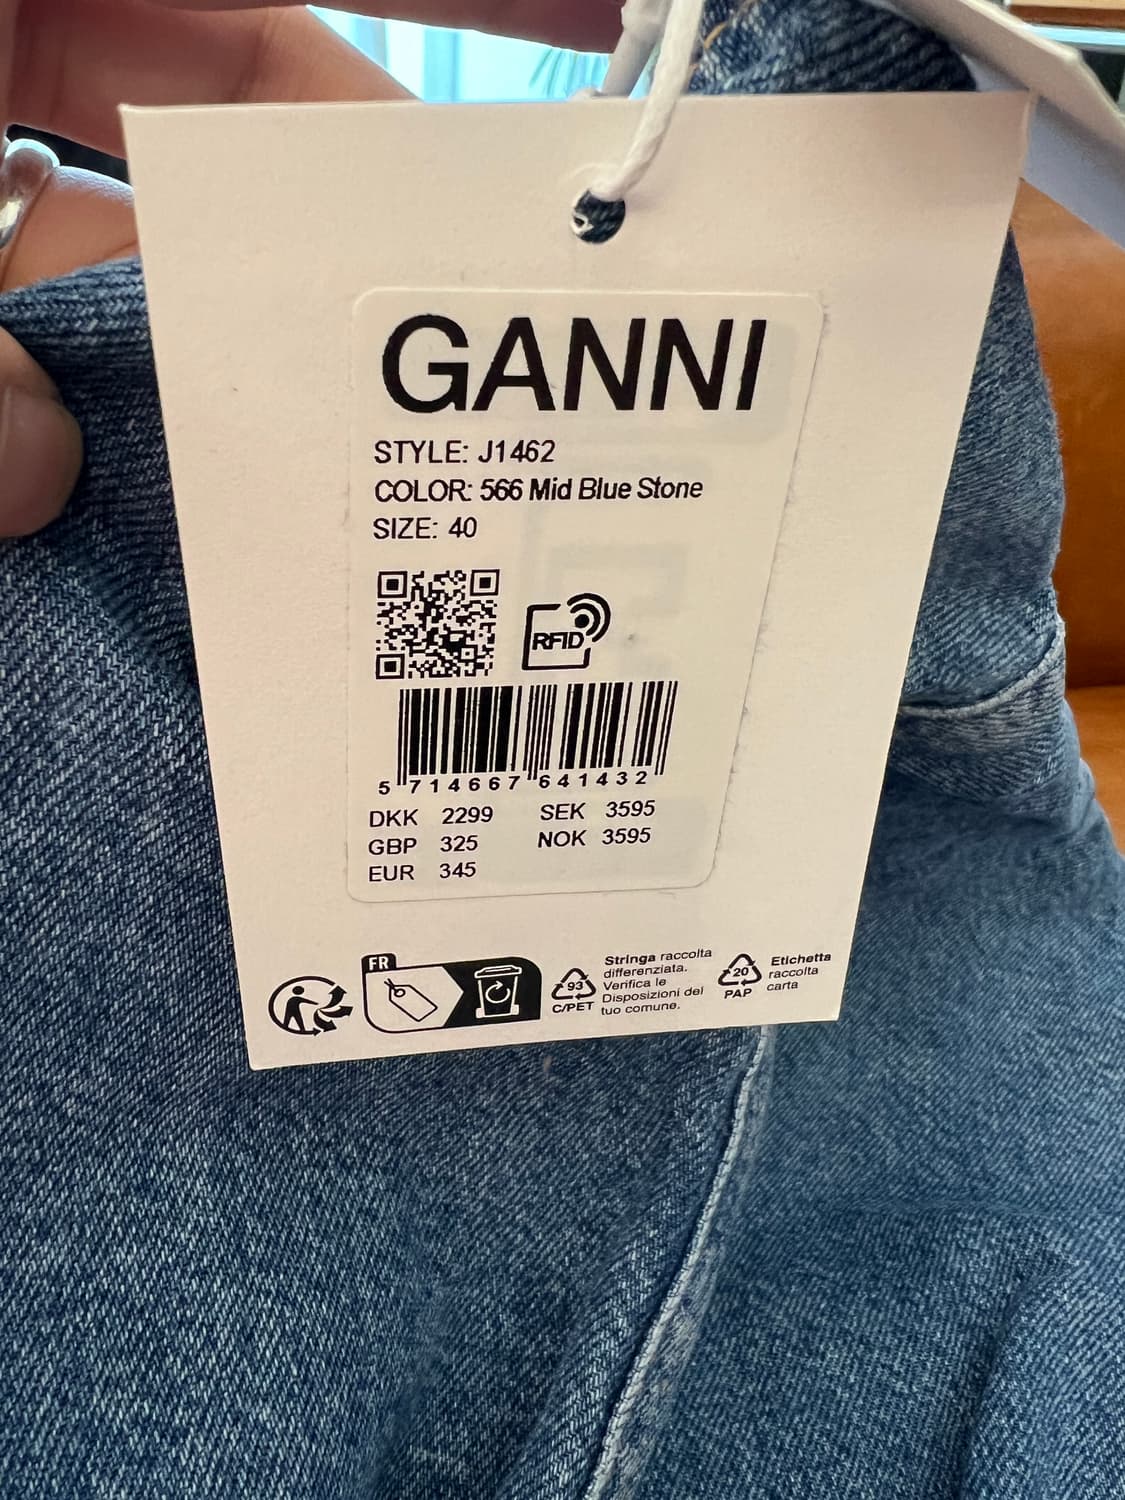 GANNI
STYLE: J1462
COLOR: 566 Mid Blue Stone
SIZE: 40
RFID
5 714667 641432
DKK 2299 SEK 3595
GBP 325 NOK 3595
EUR 345
FR
93
C/PET
Stringa raccolta
differenziata.
Verifica le
Disposizioni del
tuo comune.
20
PAP
Etichetta
raccolta
carta